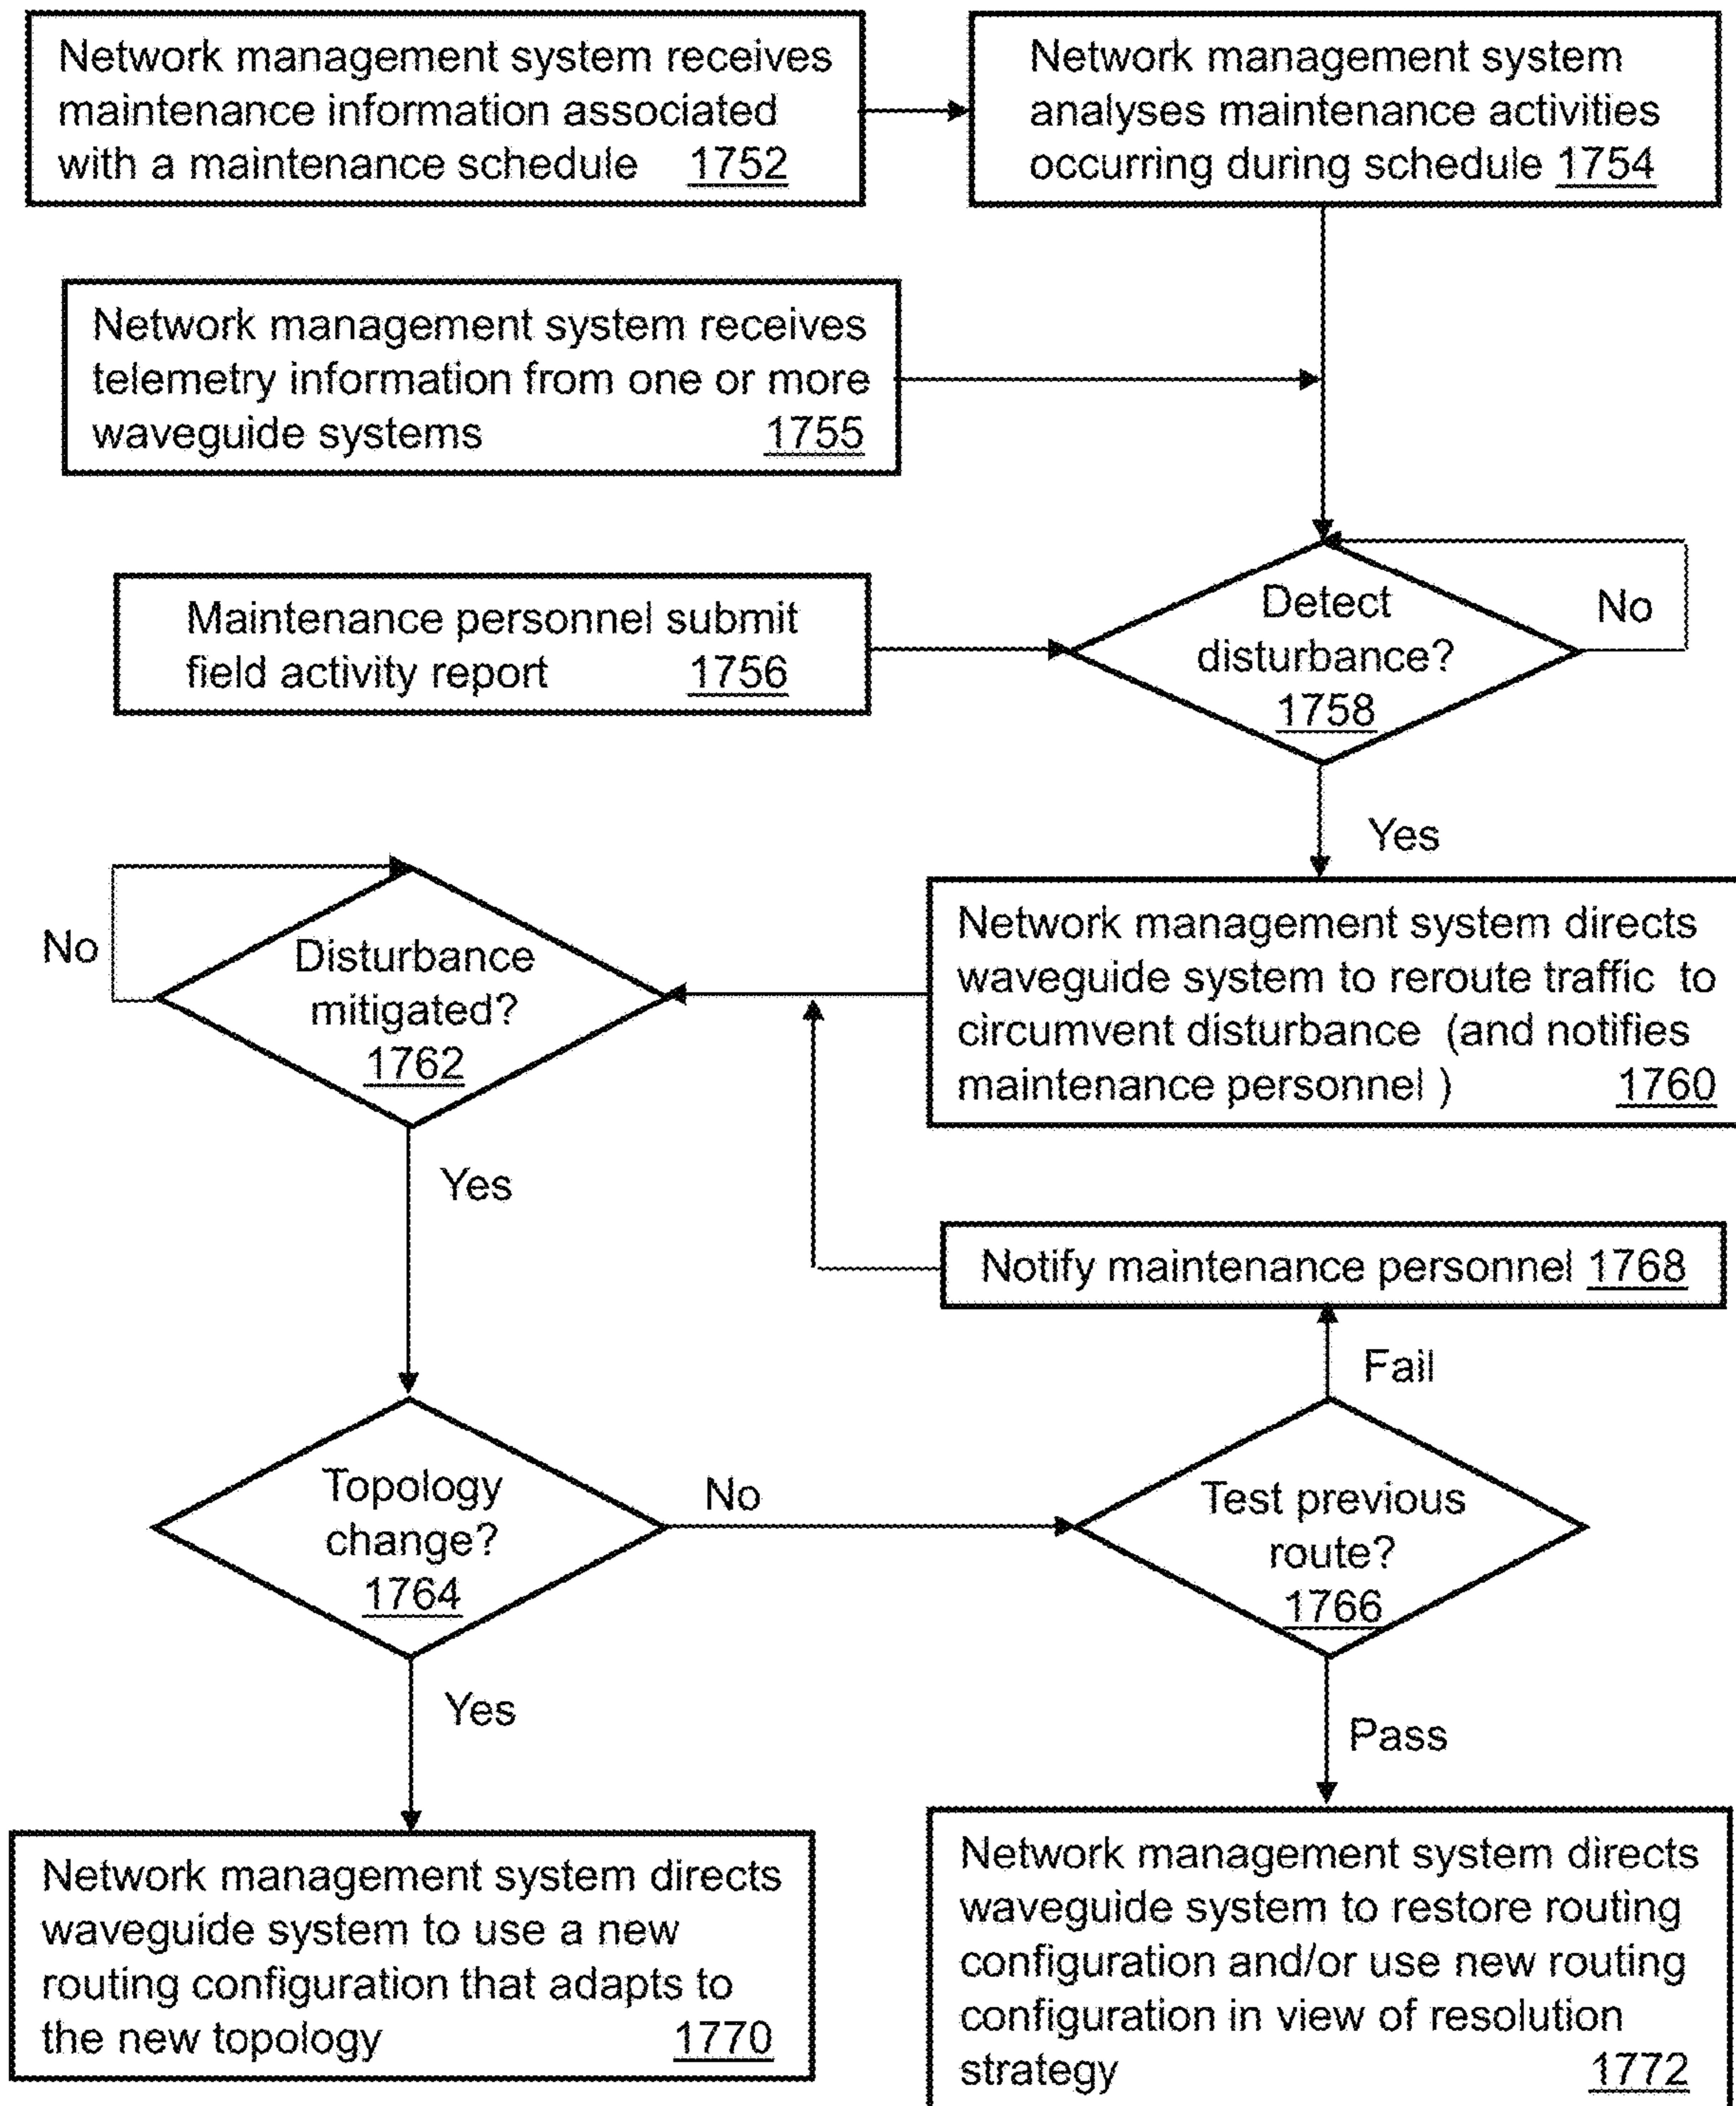 Network management system receives
maintenance information associated
with a maintenance schedule 1752
Network management system
analyses maintenance activities
occurring during schedule 1754
Network management system receives
telemetry information from one or more
waveguide systems 1755
Maintenance personnel submit
field activity report 1756
Detect
disturbance?
1758
No
Yes
Network management system directs
waveguide system to reroute traffic to
circumvent disturbance (and notifies
maintenance personnel ) 1760
Disturbance
mitigated?
1762
No
Yes
Notify maintenance personnel 1768
Fail
Topology
change?
1764
No
Test previous
route?
1766
Yes
Pass
Network management system directs
waveguide system to use a new
routing configuration that adapts to
the new topology 1770
Network management system directs
waveguide system to restore routing
configuration and/or use new routing
configuration in view of resolution
strategy 1772